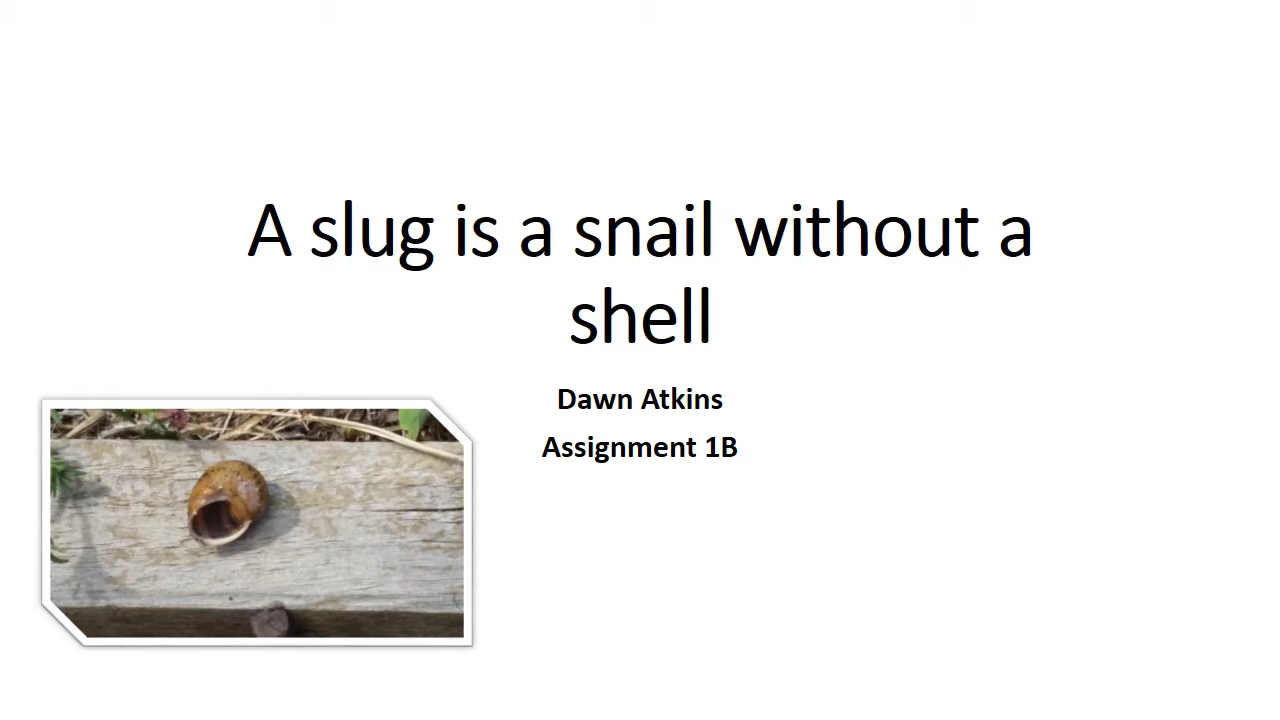 A slug is a snail without a
shell
Dawn Atkins
Assignment 1B